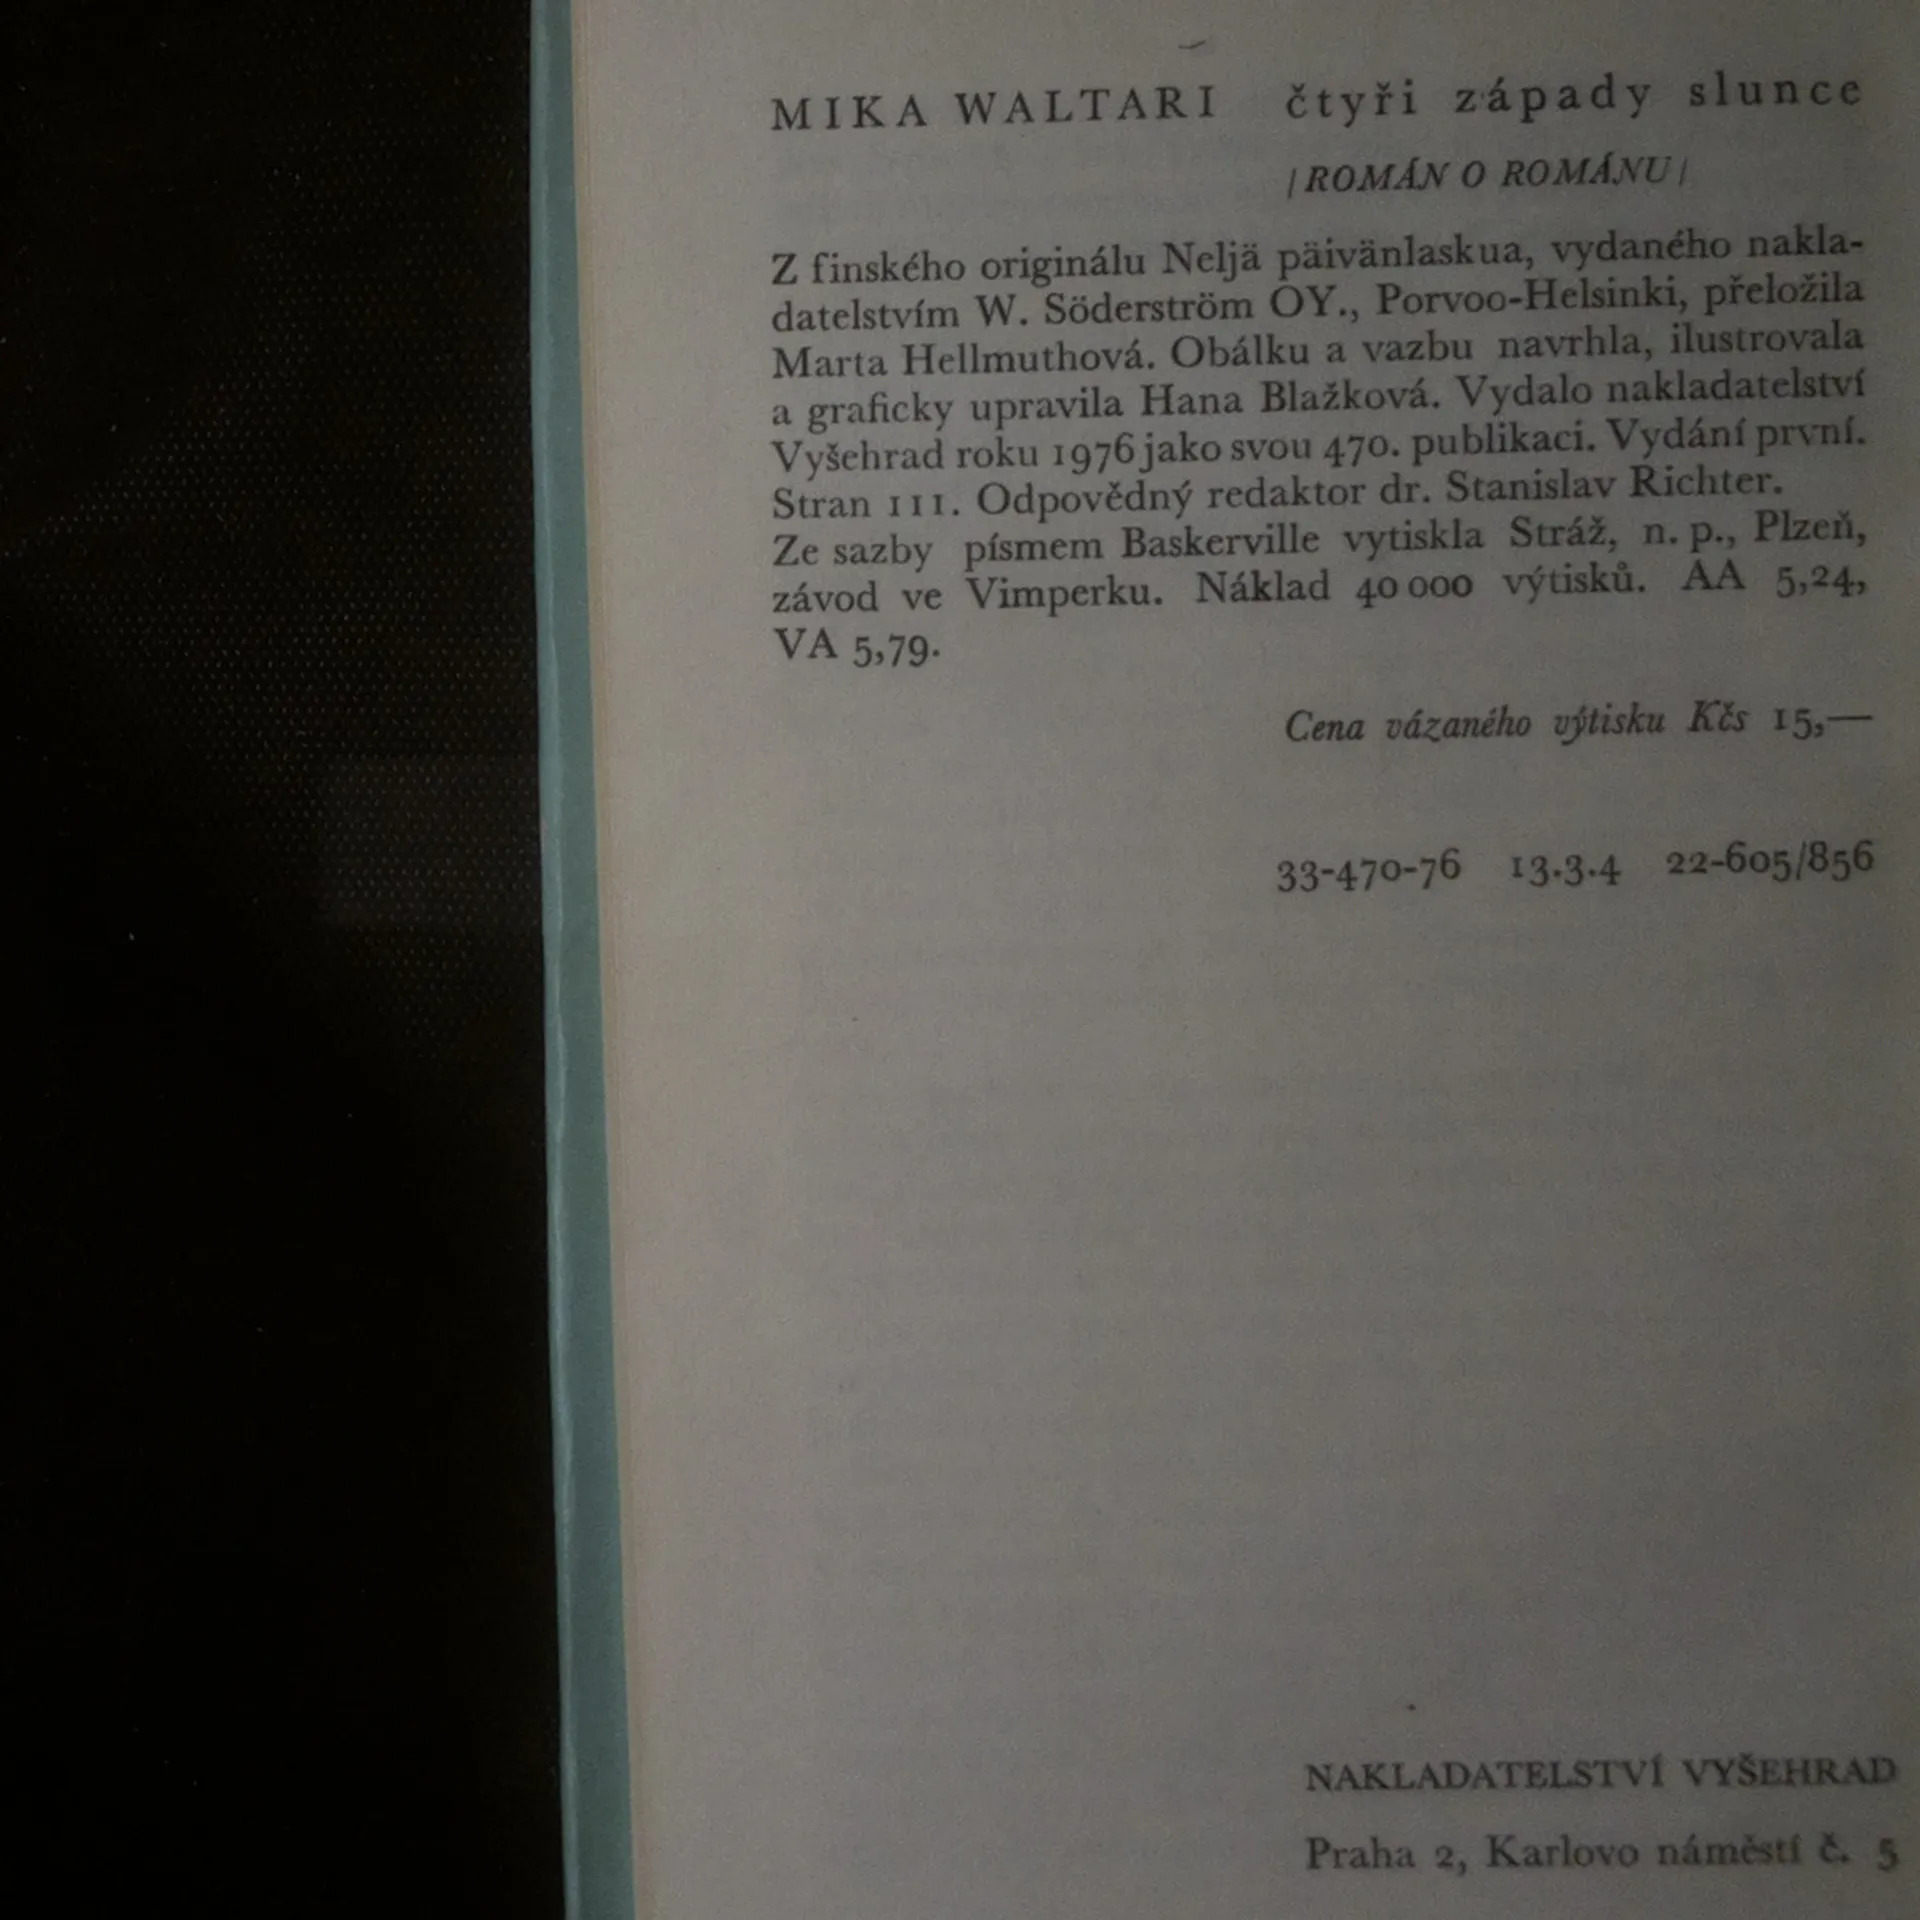 MIKA WALTARI čtyři západy slunce
|ROMÁN O ROMÁNU|
Z finského originálu Neljä päivänlaskua, vydaného nakla-
datelstvím W. Söderström OY., Porvoo-Helsinki, přeložila
Marta Hellmuthová. Obálku a vazbu navrhla, ilustrovala
a graficky upravila Hana Blažková. Vydalo nakladatelství
Vyšehrad roku 1976 jako svou 470. publikaci. Vydání první.
Stran 111. Odpovědný redaktor dr. Stanislav Richter.
Ze sazby písmem Baskerville vytiskla Stráž, n. p., Plzeň,
závod ve Vimperku. Náklad 40 000 výtisků. AA 5,24,
VA 5,79.
Cena vázaného výtisku Kčs 15,—
33-470-76 13.3.4 22-605/856
NAKLADATELSTVÍ VYŠEHRAD
Praha 2, Karlovo náměstí č. 5